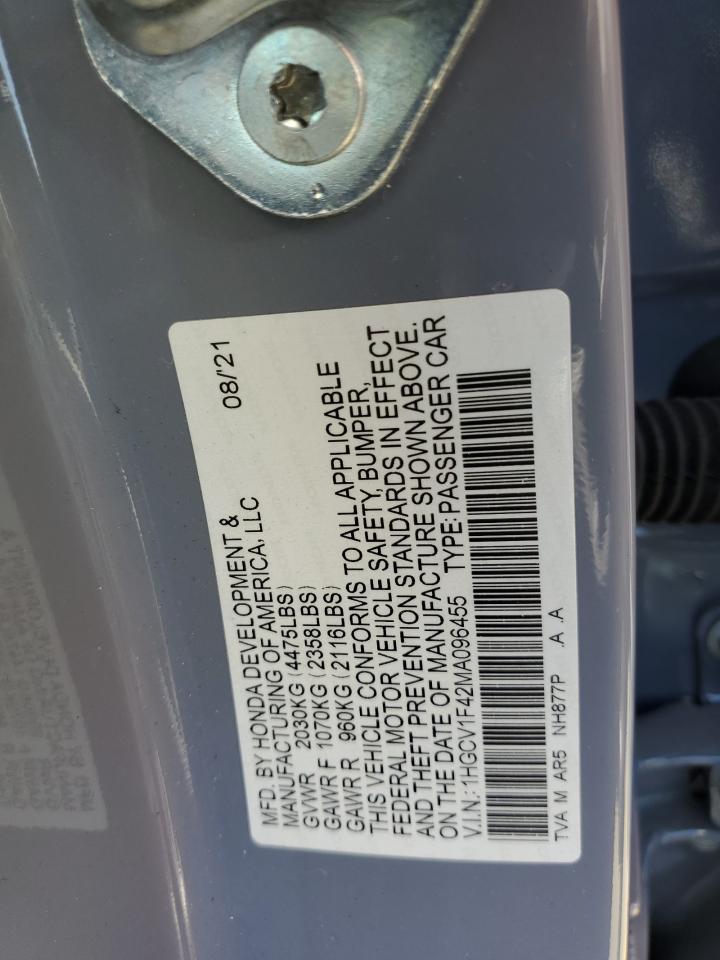 MFD. BY HONDA DEVELOPMENT & 08/'21
MANUFACTURING OF AMERICA, LLC
GVWR 2030KG (4475LBS)
GAWR F 1070KG (2358LBS)
GAWR R 960KG (2116LBS)
THIS VEHICLE CONFORMS TO ALL APPLICABLE
FEDERAL MOTOR VEHICLE SAFETY, BUMPER,
AND THEFT PREVENTION STANDARDS IN EFFECT
ON THE DATE OF MANUFACTURE SHOWN ABOVE.
V.I.N.:1HGCV1F42MA096455 TYPE:PASSENGER CAR
TVA M AR5 NH877P .A .A